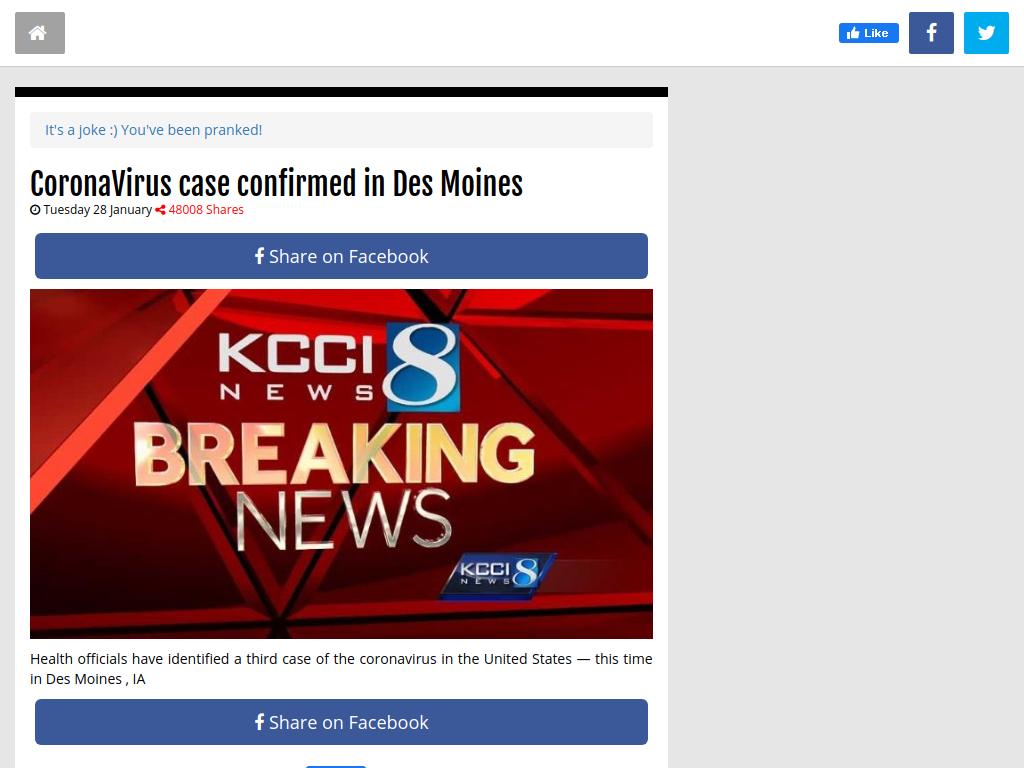 Like
It's a joke :) You've been pranked!
CoronaVirus case confirmed in Des Moines
Tuesday 28 January 48008 Shares
Share on Facebook
KCCI 8
NEWS
BREAKING
NEWS
KCCI 8
NEWS
Health officials have identified a third case of the coronavirus in the United States — this time
in Des Moines , IA
Share on Facebook